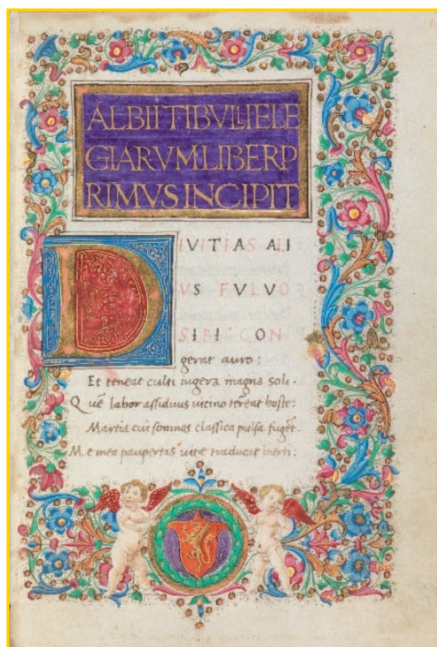 ALBII TIBVLLI ELE
GIARVM LIBER P
RIMVS INCIPIT
DIVITIAS ALI
VS FVLVO
SIBI CON
gerat auro:
Et teneat culti iugera magna soli·
Quē labor assiduus uicino terreat hoste:
Martia cui somnos classica pulsa fugēt·
Me mea paupertas uitę traducat inerti: